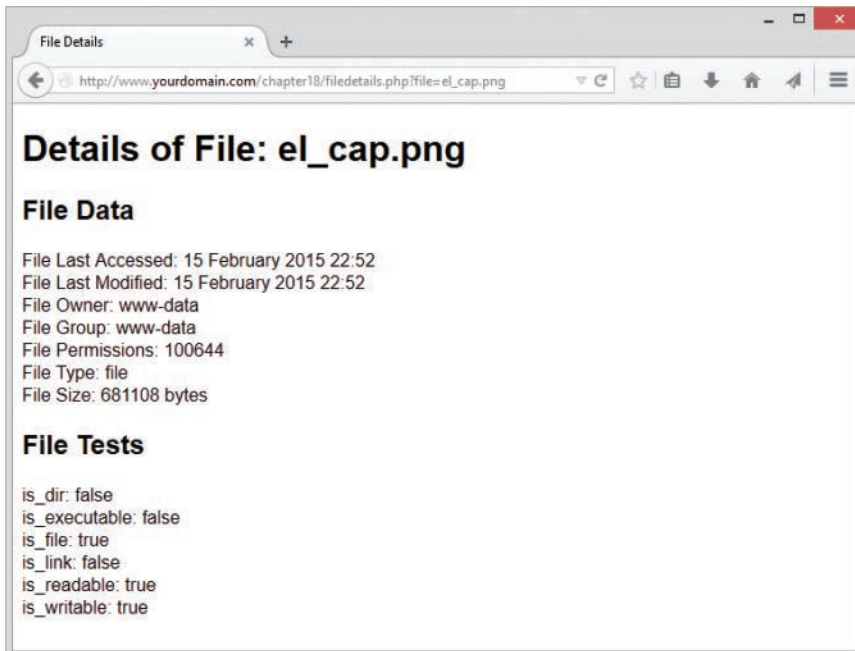 File Details
http://www.yourdomain.com/chapter18/filedetails.php?file=el_cap.png
Details of File: el_cap.png
File Data
File Last Accessed: 15 February 2015 22:52
File Last Modified: 15 February 2015 22:52
File Owner: www-data
File Group: www-data
File Permissions: 100644
File Type: file
File Size: 681108 bytes
File Tests
is_dir: false
is_executable: false
is_file: true
is_link: false
is_readable: true
is_writable: true